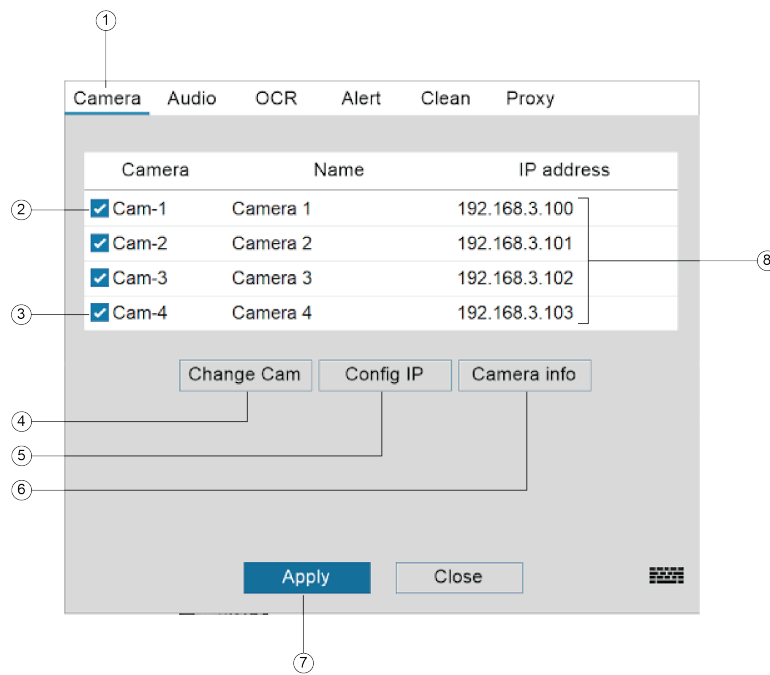 1
Camera Audio OCR Alert Clean Proxy
Camera Name IP address
2 Cam-1 Camera 1 192.168.3.100
Cam-2 Camera 2 192.168.3.101
8
Cam-3 Camera 3 192.168.3.102
3 Cam-4 Camera 4 192.168.3.103
Change Cam Config IP Camera info
4
5
6
Apply Close
7